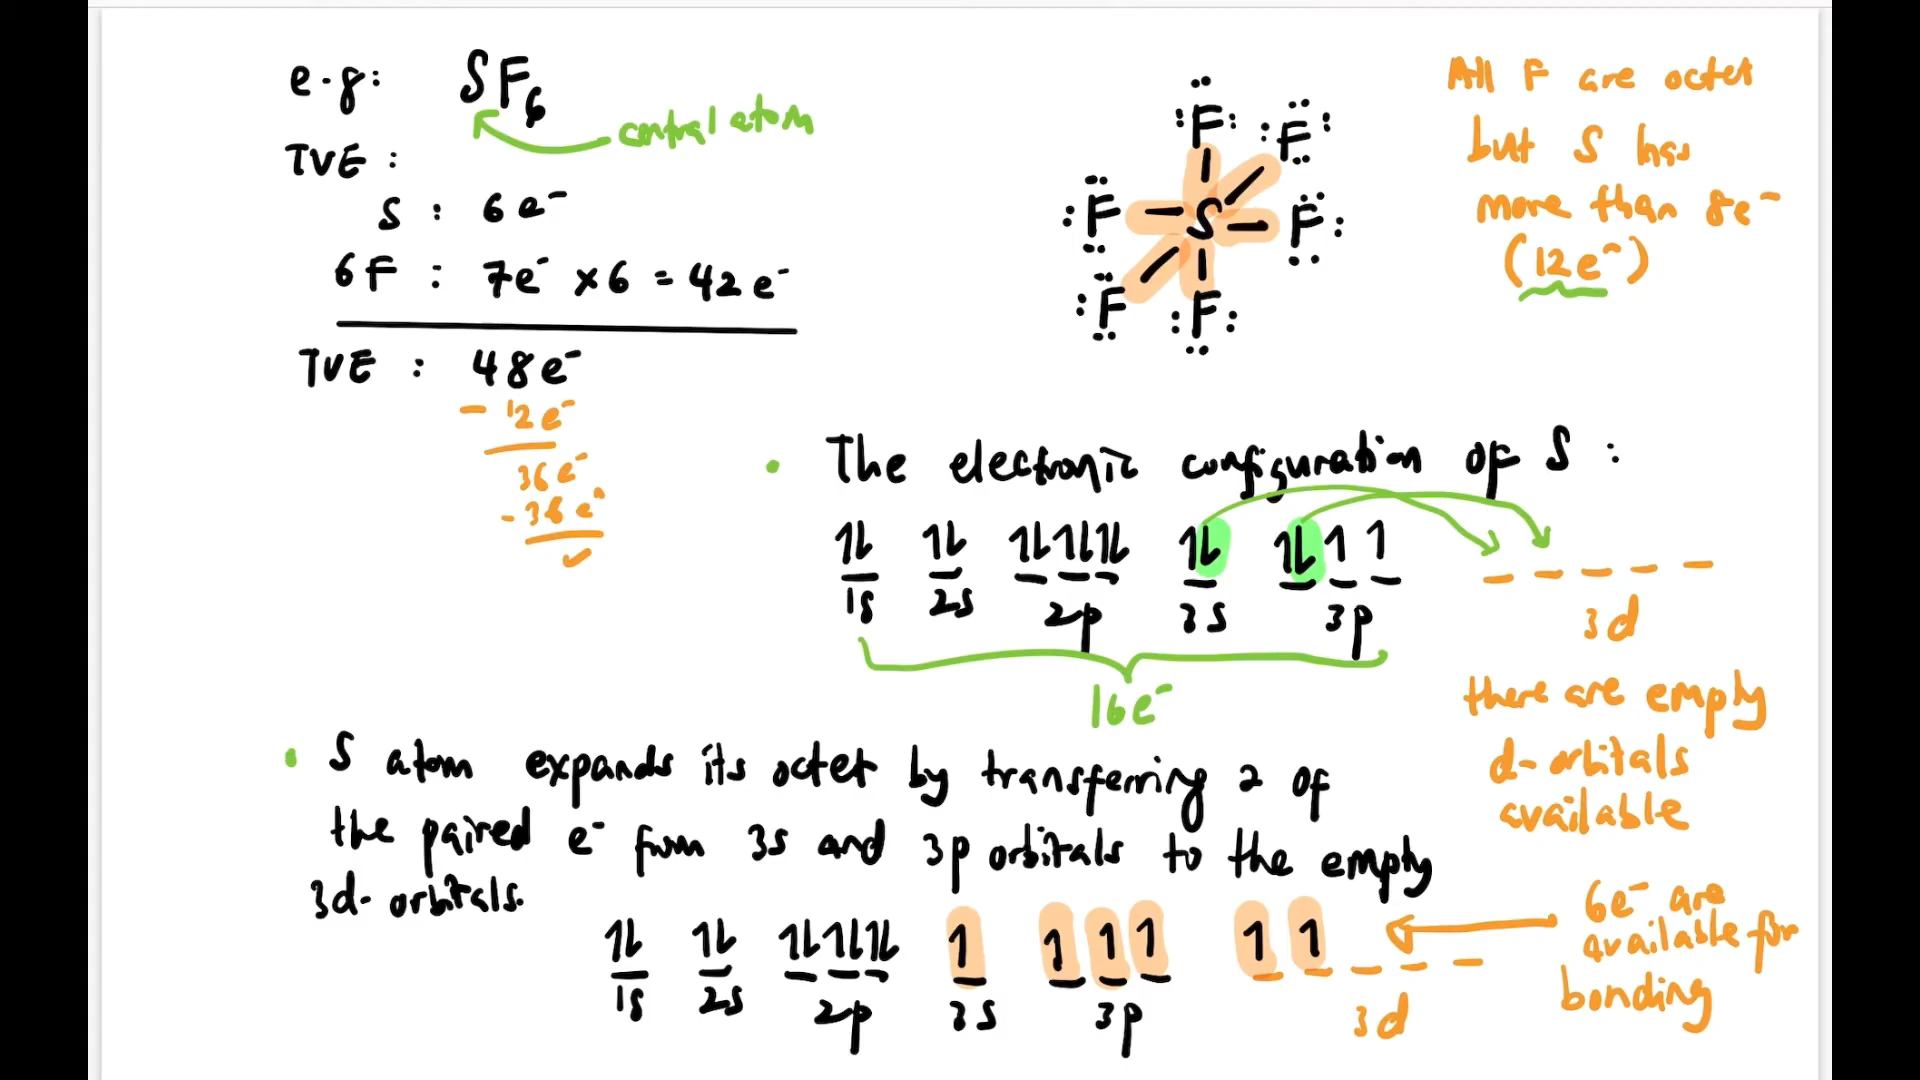 e.g: SF₆
central atom
TVE :
S : 6e⁻
6F : 7e⁻ ×6 = 42e⁻
TVE : 48e⁻
- 12e⁻
36e⁻
- 36e⁻
✓
F F
F S F
F F
All F are octet
but S has
more than 8e⁻
(12e⁻)
• The electronic configuration of S :
1s 2s 2p 3s 3p 3d
16e⁻
there are empty
d-orbitals
available
• S atom expands its octet by transferring 2 of
the paired e⁻ from 3s and 3p orbitals to the empty
3d-orbitals.
1s 2s 2p 3s 3p 3d
6e⁻ are
available for
bonding